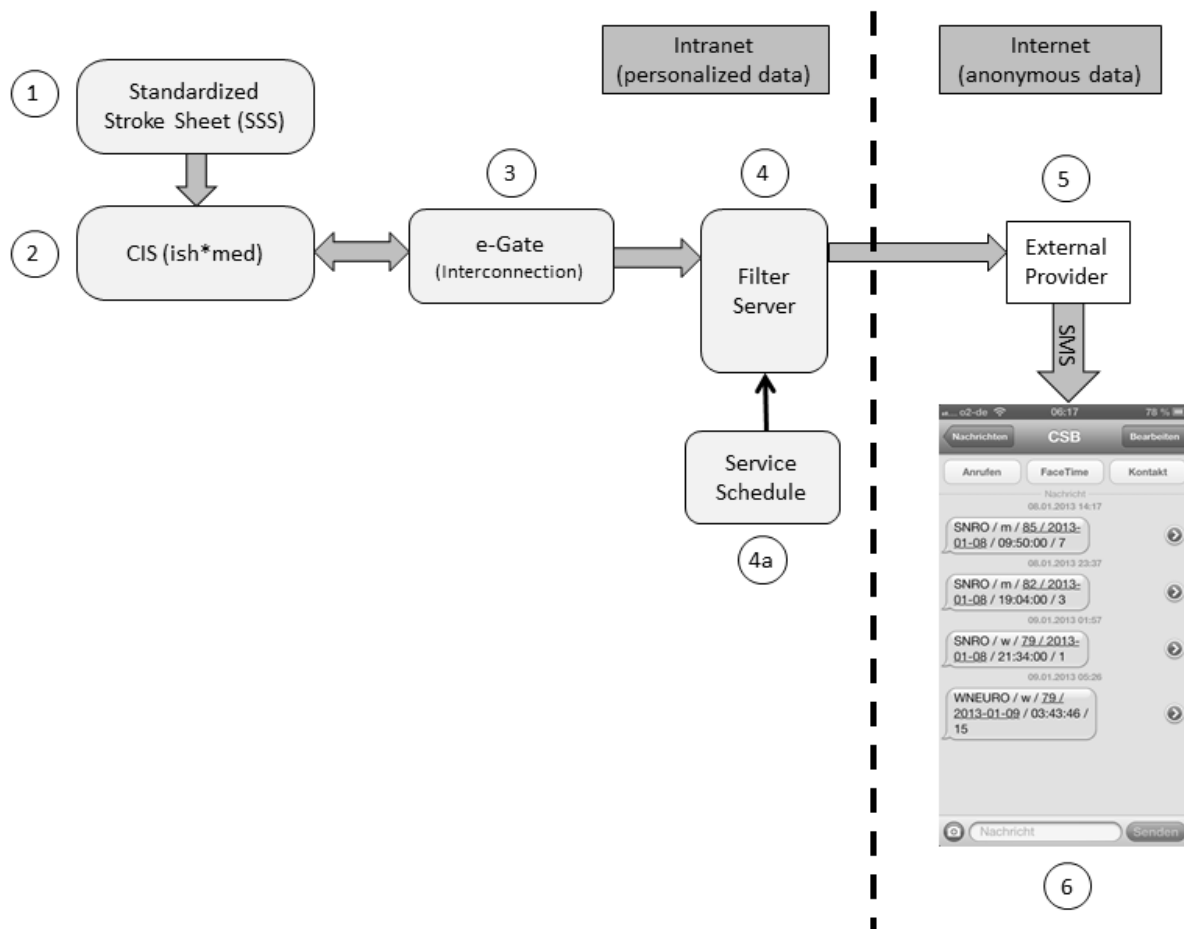 Intranet
(personalized data)
Internet
(anonymous data)
1
Standardized
Stroke Sheet (SSS)
2
CIS (ish*med)
3
e-Gate
(Interconnection)
4
Filter
Server
4a
Service
Schedule
5
External
Provider
SMS
o2-de
06:17
78 %
Nachrichten
CSB
Bearbeiten
Anrufen
FaceTime
Kontakt
Nachricht
08.01.2013 14:17
SNRO / m / 85 / 2013-
01-08 / 09:50:00 / 7
08.01.2013 23:37
SNRO / m / 82 / 2013-
01-08 / 19:04:00 / 3
09.01.2013 01:57
SNRO / w / 79 / 2013-
01-08 / 21:34:00 / 1
09.01.2013 05:26
WNEURO / w / 79 /
2013-01-09 / 03:43:46 /
15
Nachricht
Senden
6